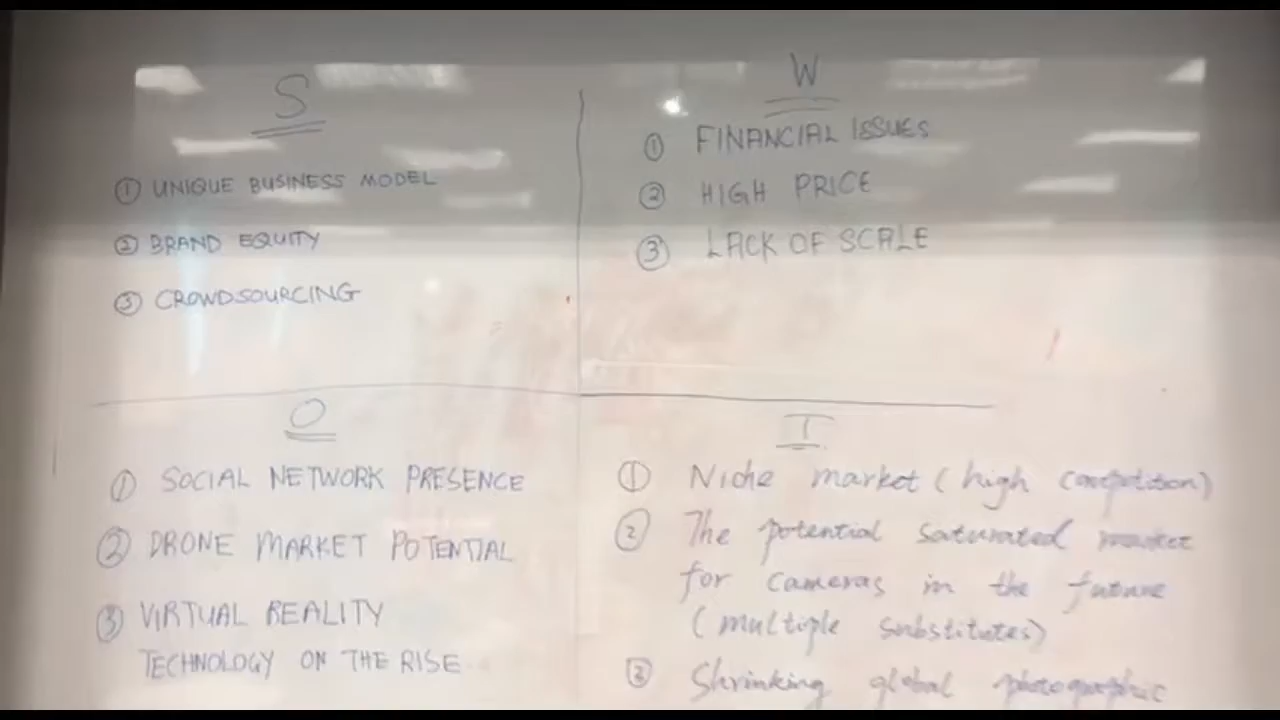 S
① UNIQUE BUSINESS MODEL
② BRAND EQUITY
③ CROWDSOURCING
W
① FINANCIAL ISSUES
② HIGH PRICE
③ LACK OF SCALE
O
① SOCIAL NETWORK PRESENCE
② DRONE MARKET POTENTIAL
③ VIRTUAL REALITY
TECHNOLOGY ON THE RISE
T
① Niche market (high competition)
② The potential saturated market
for cameras in the future
(multiple substitutes)
③ Shrinking global photographic